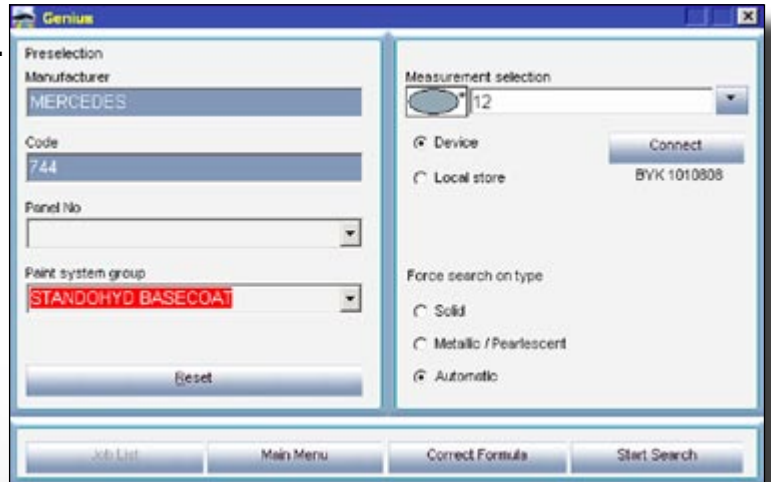 Genius
Preselection
Manufacturer
MERCEDES
Code
744
Panel No
Paint system group
STANDOHYD BASECOAT
Reset
Measurement selection
* 12
Device
Connect
Local store
BYK 1010808
Force search on type
Solid
Metallic / Pearlescent
Automatic
Job List
Main Menu
Correct Formula
Start Search